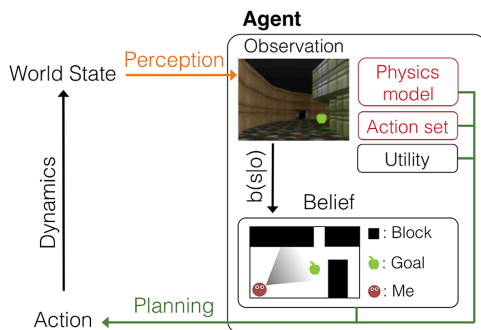 Agent
Observation
World State
Perception
Physics
model
Action set
Utility
b(s|o)
Dynamics
Belief
: Block
: Goal
: Me
Action
Planning